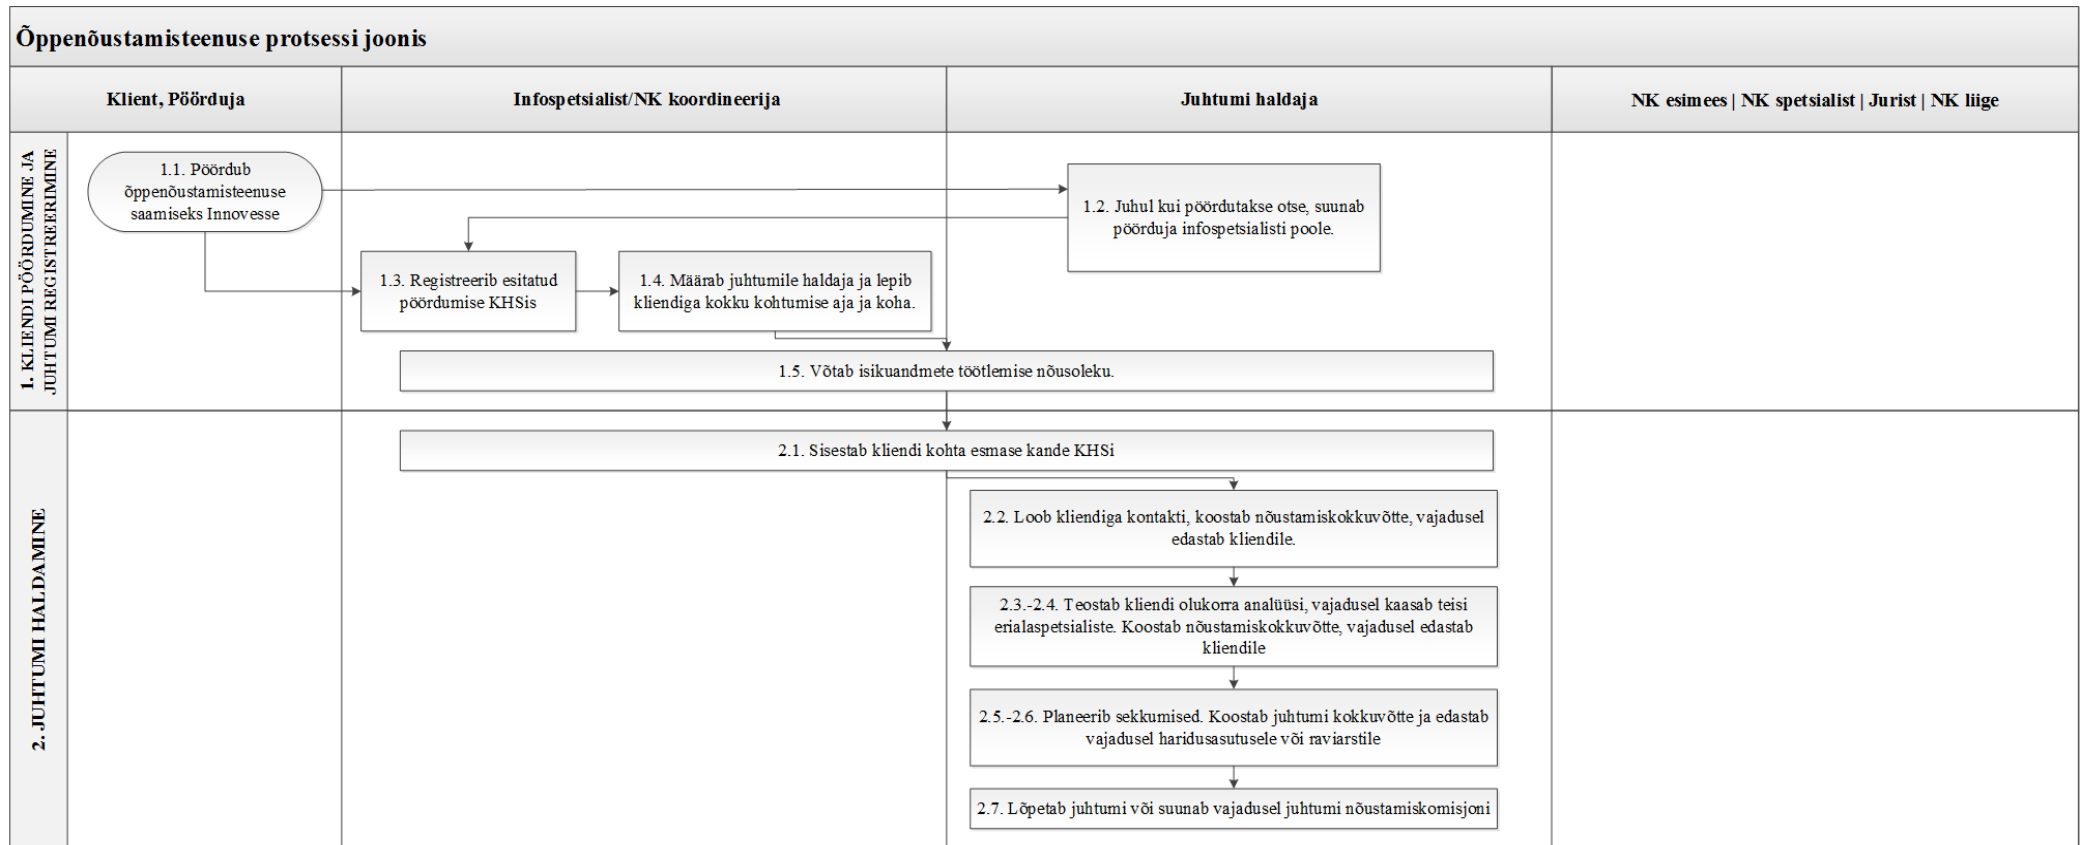 Õppenõustamisteenuse protsessi joonis
Klient, Pöörduja
Infospetsialist/NK koordineerija
Juhtumi haldaja
NK esimees | NK spetsialist | Jurist | NK liige
1. KLIENDI PÖÖRDUMINE JA
JUHTUMI REGISTREERIMINE
1.1. Pöördub
õppenõustamisteenuse
saamiseks Innovesse
1.2. Juhul kui pöördutakse otse, suunab
pöörduja infospetsialisti poole.
1.3. Registreerib esitatud
pöördumise KHSis
1.4. Määrab juhtumile haldaja ja lepib
kliendiga kokku kohtumise aja ja koha.
1.5. Võtab isikuandmete töötlemise nõusoleku.
2. JUHTUMI HALDAMINE
2.1. Sisestab kliendi kohta esmase kande KHSi
2.2. Loob kliendiga kontakti, koostab nõustamiskokkuvõtte, vajadusel
edastab kliendile.
2.3.-2.4. Teostab kliendi olukorra analüüsi, vajadusel kaasab teisi
erialaspetsialiste. Koostab nõustamiskokkuvõtte, vajadusel edastab
kliendile
2.5.-2.6. Planeerib sekkumised. Koostab juhtumi kokkuvõtte ja edastab
vajadusel haridusasutusele või raviarstile
2.7. Lõpetab juhtumi või suunab vajadusel juhtumi nõustamiskomisjoni